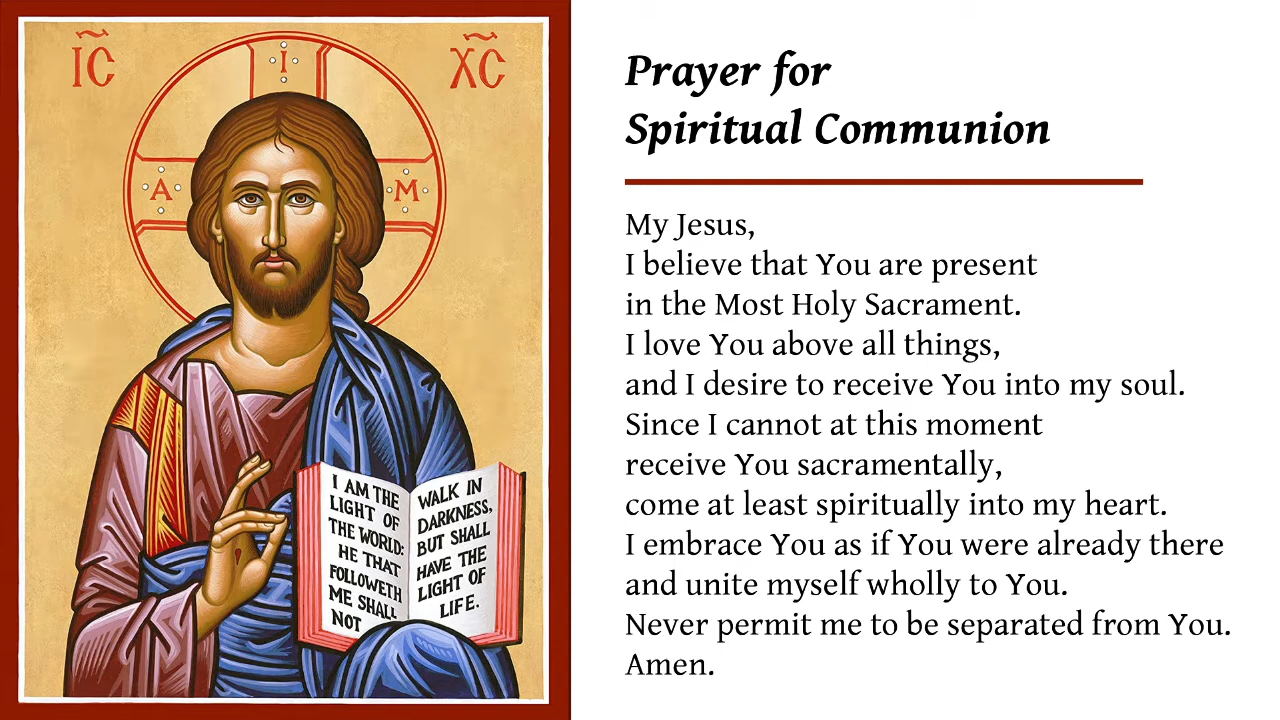 IC XC
I
A M
I AM THE
LIGHT OF
THE WORLD:
HE THAT
FOLLOWETH
ME SHALL
NOT
WALK IN
DARKNESS,
BUT SHALL
HAVE THE
LIGHT OF
LIFE.
Prayer for
Spiritual Communion
My Jesus,
I believe that You are present
in the Most Holy Sacrament.
I love You above all things,
and I desire to receive You into my soul.
Since I cannot at this moment
receive You sacramentally,
come at least spiritually into my heart.
I embrace You as if You were already there
and unite myself wholly to You.
Never permit me to be separated from You.
Amen.